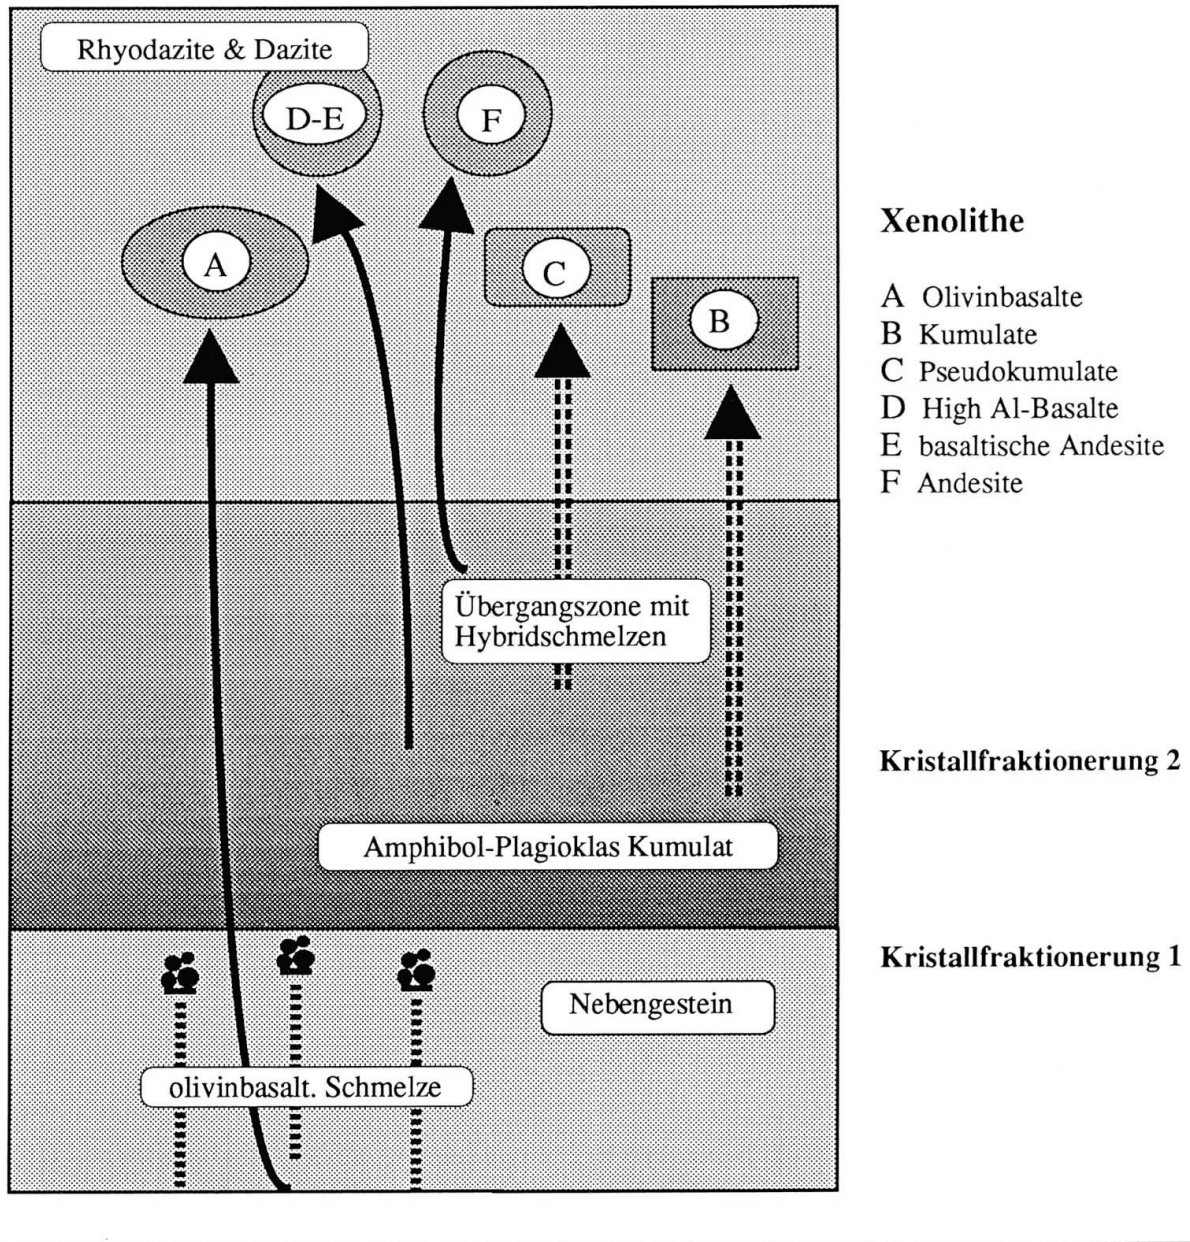 Rhyodazite & Dazite
D-E
F
A
C
B
Übergangszone mit
Hybridschmelzen
Amphibol-Plagioklas Kumulat
Nebengestein
olivinbasalt. Schmelze
Xenolithe
A Olivinbasalte
B Kumulate
C Pseudokumulate
D High Al-Basalte
E basaltische Andesite
F Andesite
Kristallfraktionerung 2
Kristallfraktionerung 1